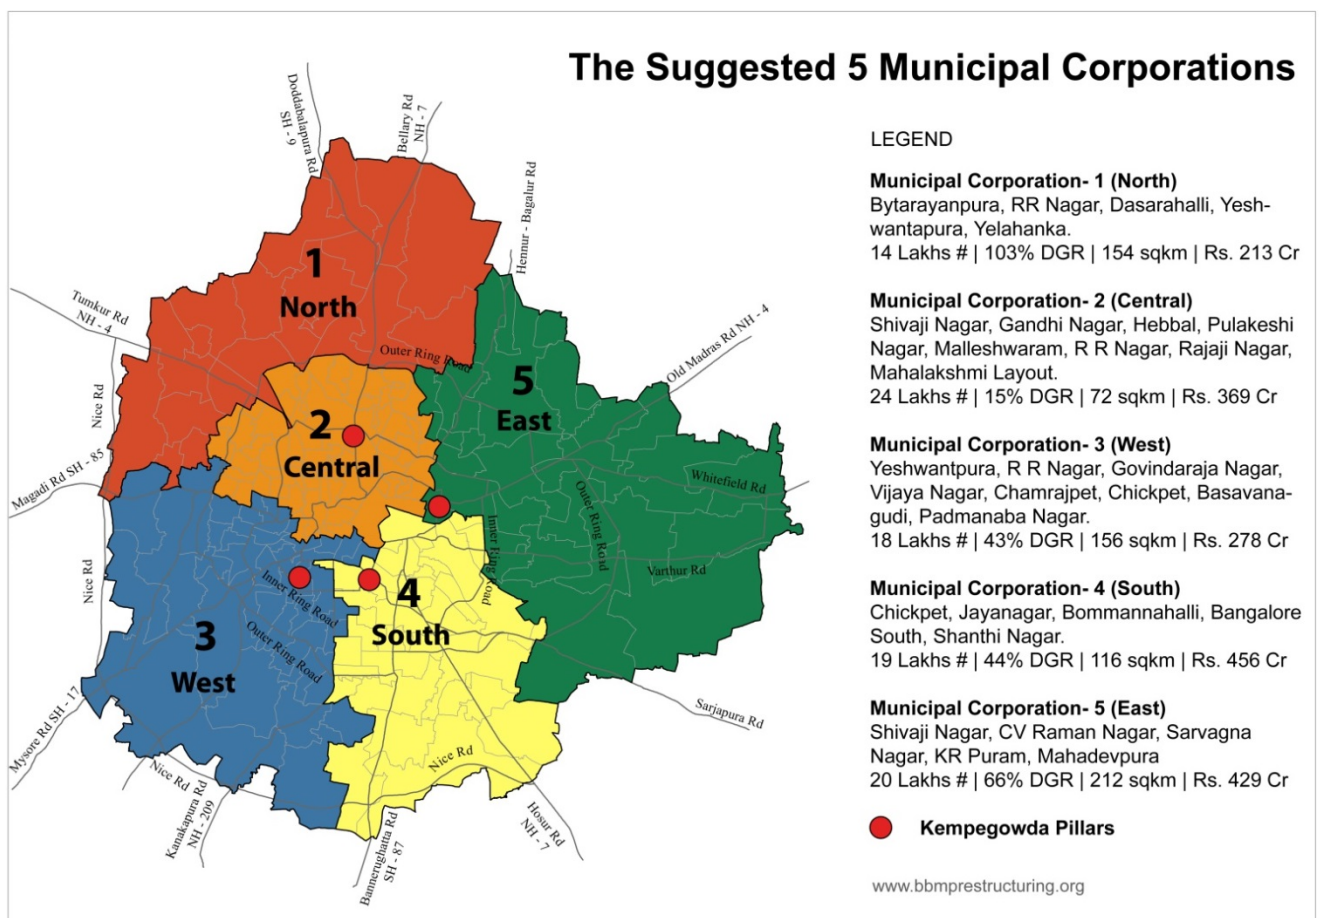 The Suggested 5 Municipal Corporations
LEGEND
Municipal Corporation- 1 (North)
Bytarayanpura, RR Nagar, Dasarahalli, Yesh-
wantapura, Yelahanka.
14 Lakhs # | 103% DGR | 154 sqkm | Rs. 213 Cr
Municipal Corporation- 2 (Central)
Shivaji Nagar, Gandhi Nagar, Hebbal, Pulakeshi
Nagar, Malleshwaram, R R Nagar, Rajaji Nagar,
Mahalakshmi Layout.
24 Lakhs # | 15% DGR | 72 sqkm | Rs. 369 Cr
Municipal Corporation- 3 (West)
Yeshwantpura, R R Nagar, Govindaraja Nagar,
Vijaya Nagar, Chamrajpet, Chickpet, Basavana-
gudi, Padmanaba Nagar.
18 Lakhs # | 43% DGR | 156 sqkm | Rs. 278 Cr
Municipal Corporation- 4 (South)
Chickpet, Jayanagar, Bommannahalli, Bangalore
South, Shanthi Nagar.
19 Lakhs # | 44% DGR | 116 sqkm | Rs. 456 Cr
Municipal Corporation- 5 (East)
Shivaji Nagar, CV Raman Nagar, Sarvagna
Nagar, KR Puram, Mahadevpura
20 Lakhs # | 66% DGR | 212 sqkm | Rs. 429 Cr
Kempegowda Pillars
www.bbmprestructuring.org
Doddabalapura Rd
SH - 9
Bellary Rd
NH - 7
Hennur - Bagalur Rd
1
North
Tumkur Rd
NH - 4
Outer Ring Road
Old Madras Rd NH - 4
5
East
Nice Rd
2
Central
Magadi Rd SH - 85
Whitefield Rd
Outer Ring Road
Inner Ring Road
Nice Rd
Varthur Rd
Inner Ring Road
4
South
Outer Ring Road
3
West
Mysore Rd SH - 17
Sarjapura Rd
Nice Rd
Nice Rd
Kanakapura Rd
NH - 209
Bannerughatta Rd
SH - 87
Hosur Rd
NH - 7